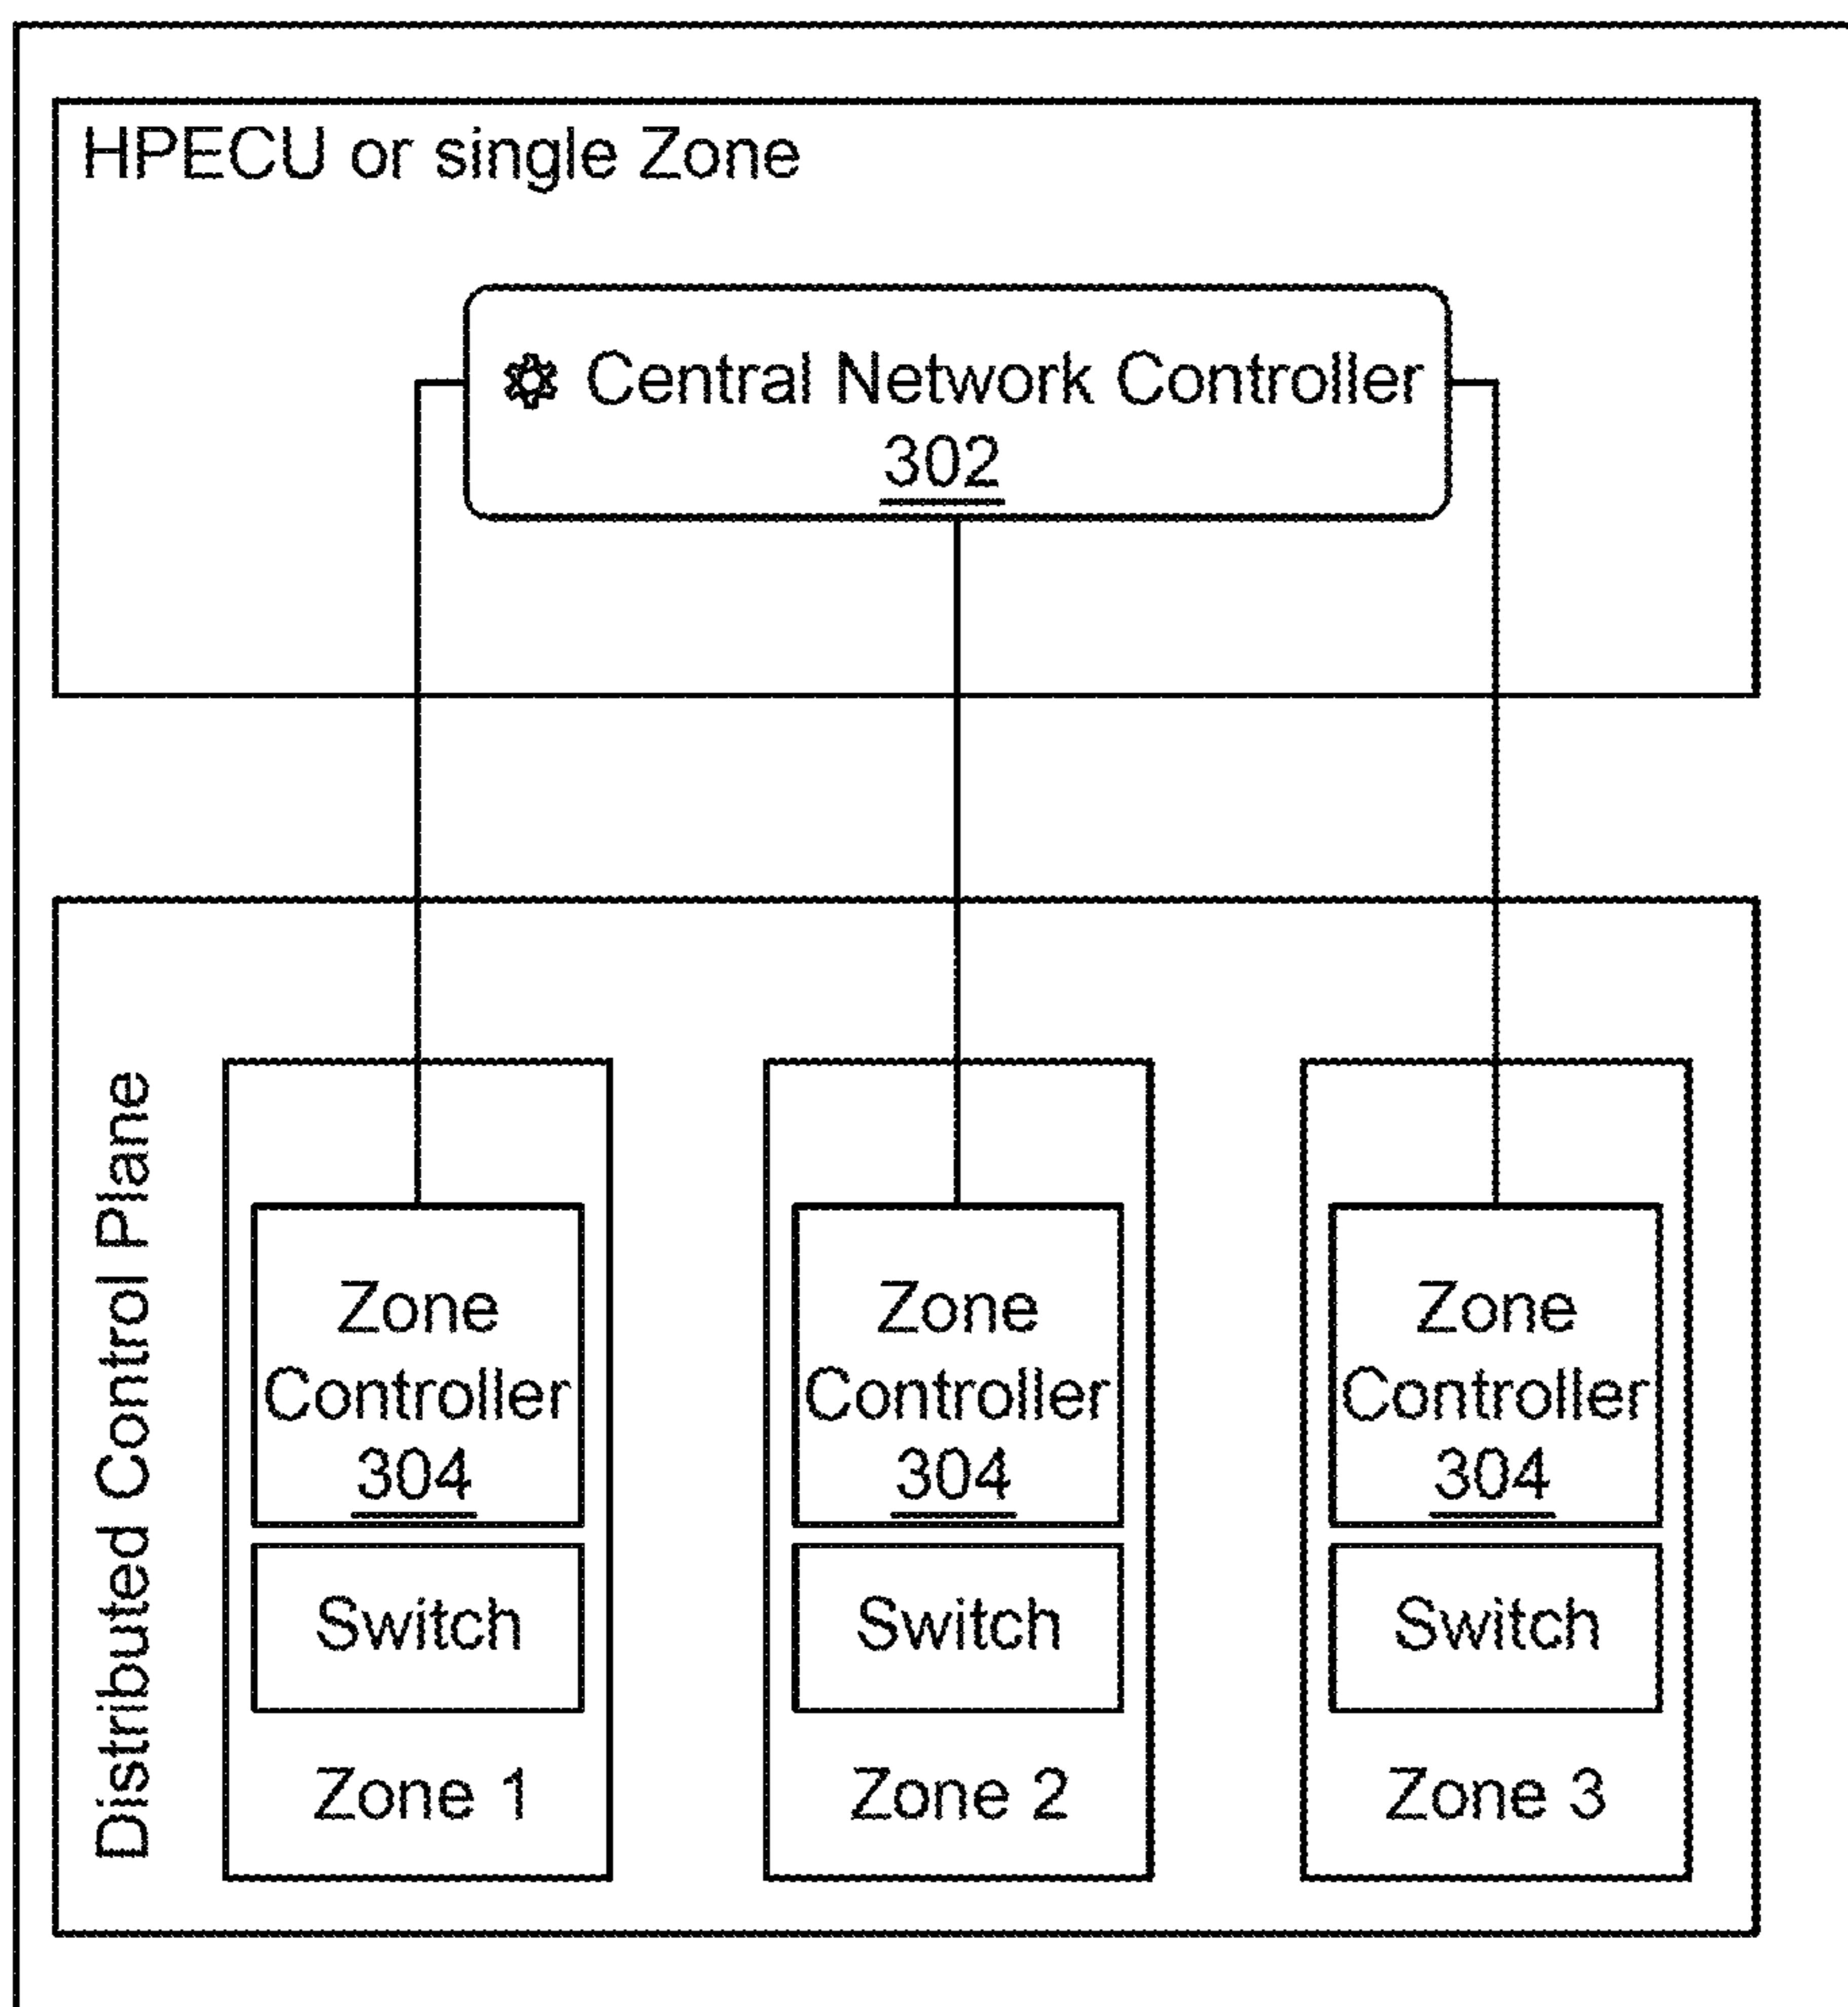 HPECU or single Zone
Central Network Controller
302
Distributed Control Plane
Zone
Controller
304
Switch
Zone 1
Zone
Controller
304
Switch
Zone 2
Zone
Controller
304
Switch
Zone 3